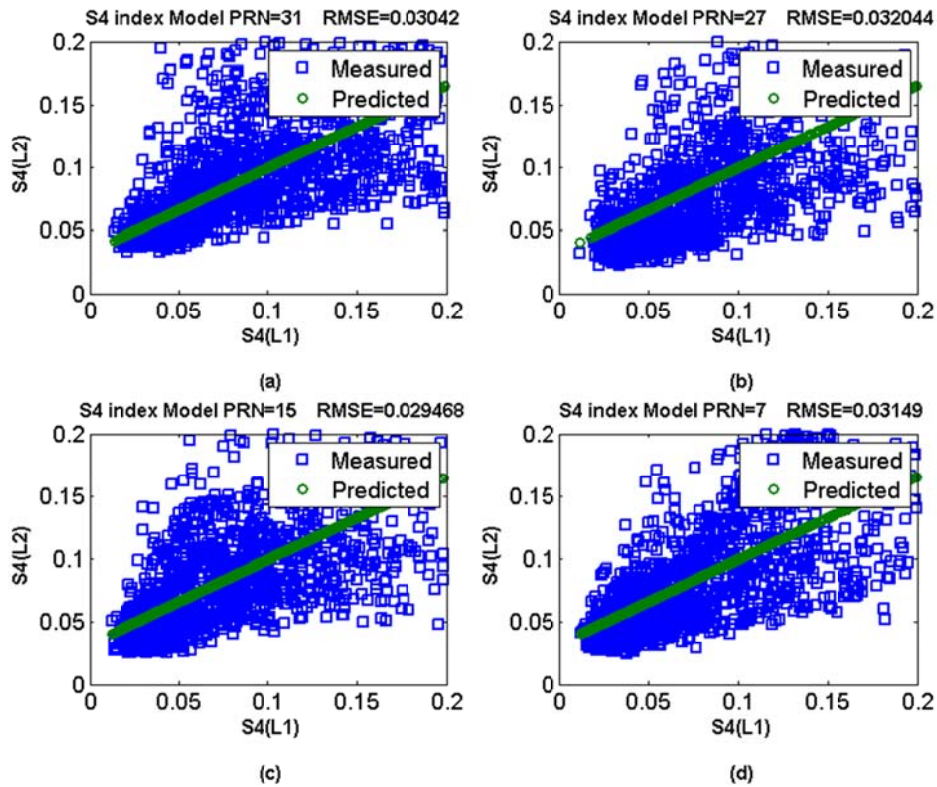 S4 index Model PRN=31 RMSE=0.03042
0.2
0.15
0.1
0.05
0
S4(L2)
Measured
Predicted
0 0.05 0.1 0.15 0.2
S4(L1)
(a)
S4 index Model PRN=27 RMSE=0.032044
0.2
0.15
0.1
0.05
0
S4(L2)
Measured
Predicted
0 0.05 0.1 0.15 0.2
S4(L1)
(b)
S4 index Model PRN=15 RMSE=0.029468
0.2
0.15
0.1
0.05
0
S4(L2)
Measured
Predicted
0 0.05 0.1 0.15 0.2
S4(L1)
(c)
S4 index Model PRN=7 RMSE=0.03149
0.2
0.15
0.1
0.05
0
S4(L2)
Measured
Predicted
0 0.05 0.1 0.15 0.2
S4(L1)
(d)